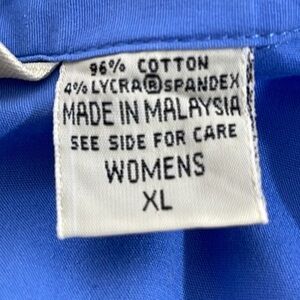 96% COTTON
4% LYCRA®SPANDEX
MADE IN MALAYSIA
SEE SIDE FOR CARE
WOMENS
XL